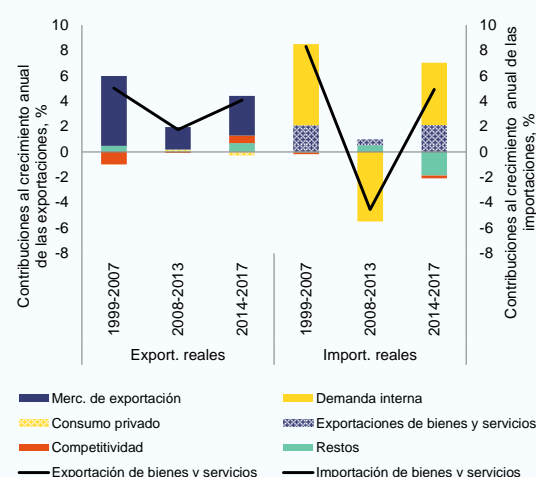 Contribuciones al crecimiento anual
de las exportaciones, %
10
8
6
4
2
0
-2
-4
-6
-8
10
8
6
4
2
0
-2
-4
-6
-8
Contribuciones al crecimiento anual de las
importaciones, %
1999-2007
2008-2013
2014-2017
1999-2007
2008-2013
2014-2017
Export. reales
Import. reales
Merc. de exportación
Demanda interna
Consumo privado
Exportaciones de bienes y servicios
Competitividad
Restos
Exportación de bienes y servicios
Importación de bienes y servicios